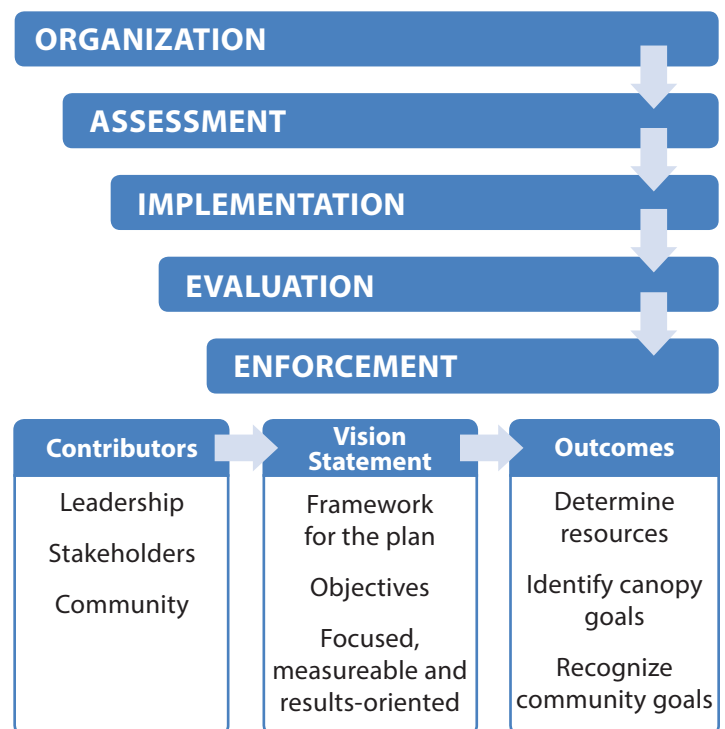 ORGANIZATION
ASSESSMENT
IMPLEMENTATION
EVALUATION
ENFORCEMENT
Contributors
Leadership
Stakeholders
Community
Vision
Statement
Framework
for the plan
Objectives
Focused,
measureable and
results-oriented
Outcomes
Determine
resources
Identify canopy
goals
Recognize
community goals